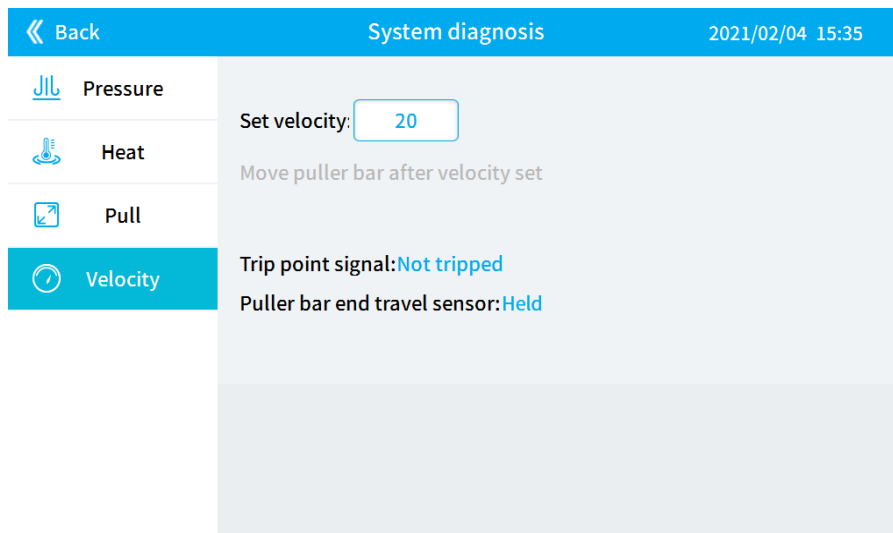 Back
System diagnosis
2021/02/04 15:35
Pressure
Heat
Pull
Velocity
Set velocity: 20
Move puller bar after velocity set
Trip point signal:Not tripped
Puller bar end travel sensor:Held